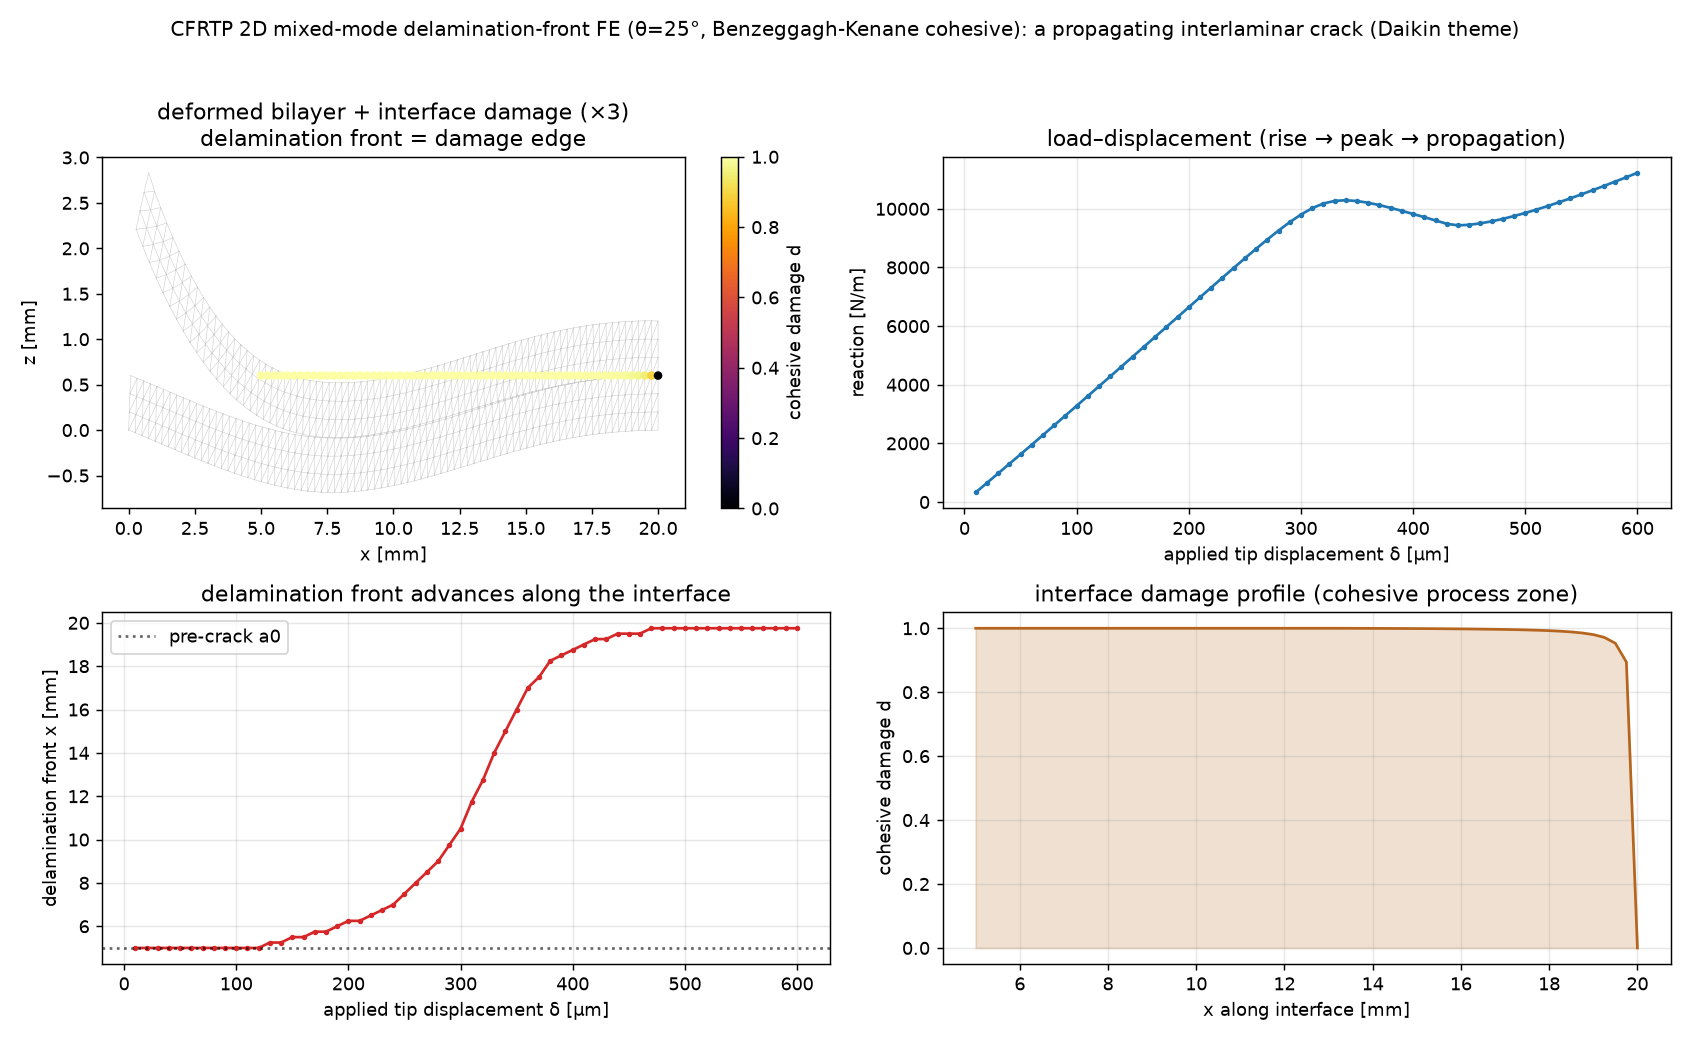 CFRTP 2D mixed-mode delamination-front FE (θ=25°, Benzeggagh-Kenane cohesive): a propagating interlaminar crack (Daikin theme)
deformed bilayer + interface damage (×3)
delamination front = damage edge
3.0
2.5
2.0
1.5
1.0
0.5
0.0
−0.5
z [mm]
0.0 2.5 5.0 7.5 10.0 12.5 15.0 17.5 20.0
x [mm]
1.0
0.8
0.6
0.4
0.2
0.0
cohesive damage d
load–displacement (rise → peak → propagation)
10000
8000
6000
4000
2000
0
reaction [N/m]
0 100 200 300 400 500 600
applied tip displacement δ [μm]
delamination front advances along the interface
pre-crack a0
20
18
16
14
12
10
8
6
delamination front x [mm]
0 100 200 300 400 500 600
applied tip displacement δ [μm]
interface damage profile (cohesive process zone)
1.0
0.8
0.6
0.4
0.2
0.0
cohesive damage d
6 8 10 12 14 16 18 20
x along interface [mm]